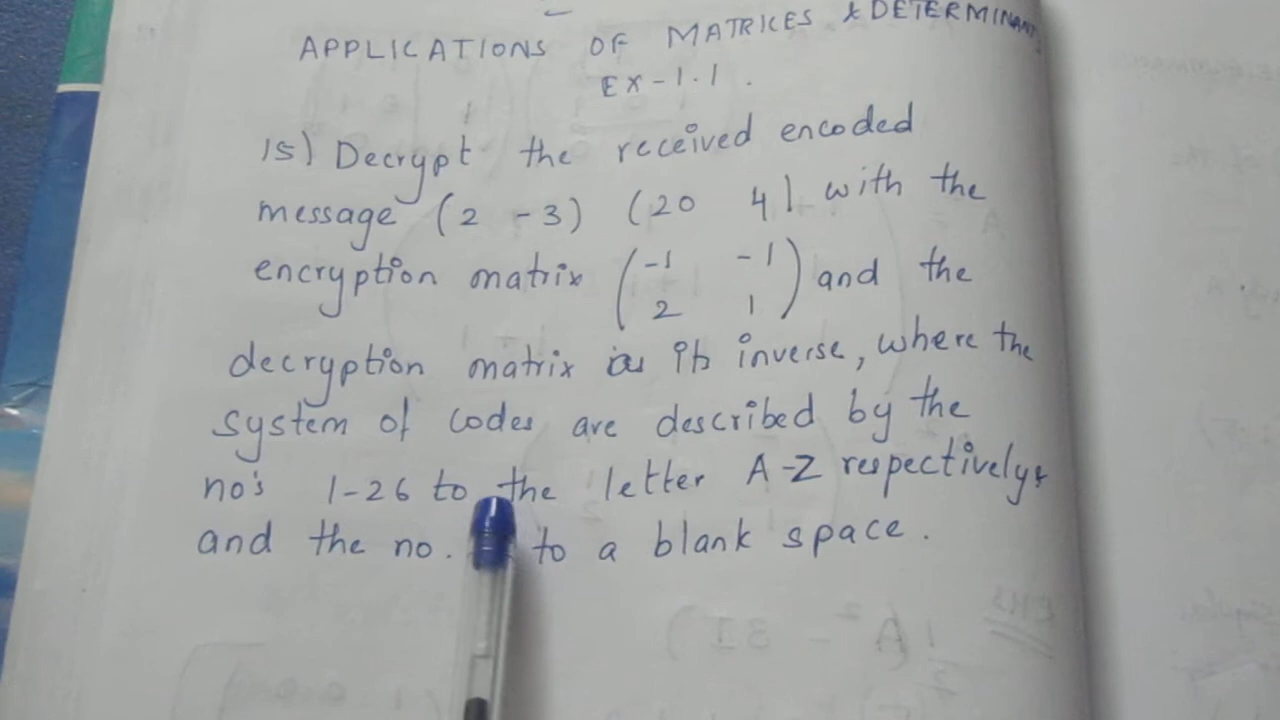 APPLICATIONS OF MATRICES & DETERMINANT
EX-1.1.
15) Decrypt the received encoded
message (2 -3) (20 4) with the
encryption matrix (-1 -1
2 1) and the
decryption matrix as its inverse, where the
system of codes are described by the
no's 1-26 to the letter A-Z respectively
and the no. to a blank space.